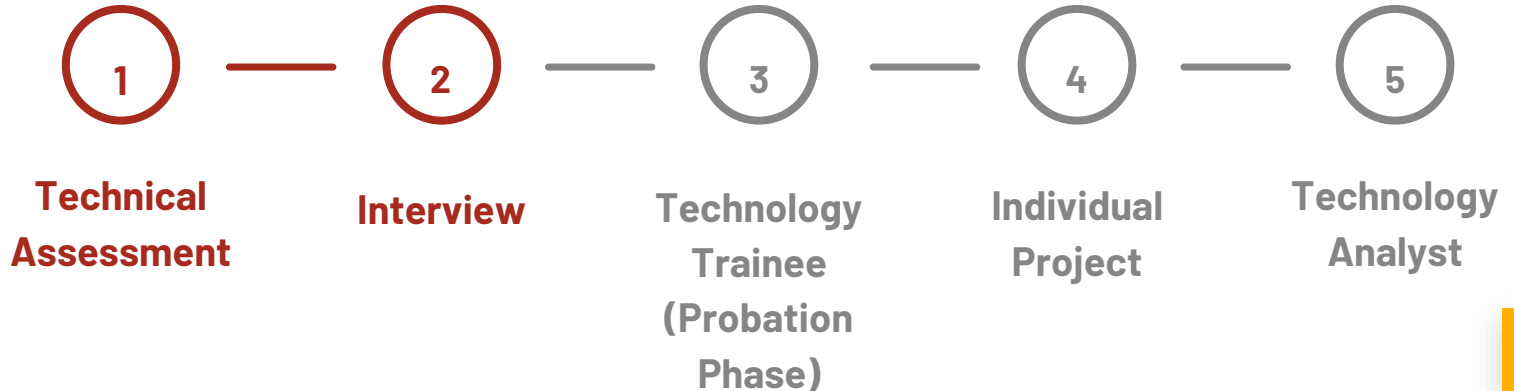 1
2
3
4
5
Technical
Assessment
Interview
Technology
Trainee
(Probation
Phase)
Individual
Project
Technology
Analyst